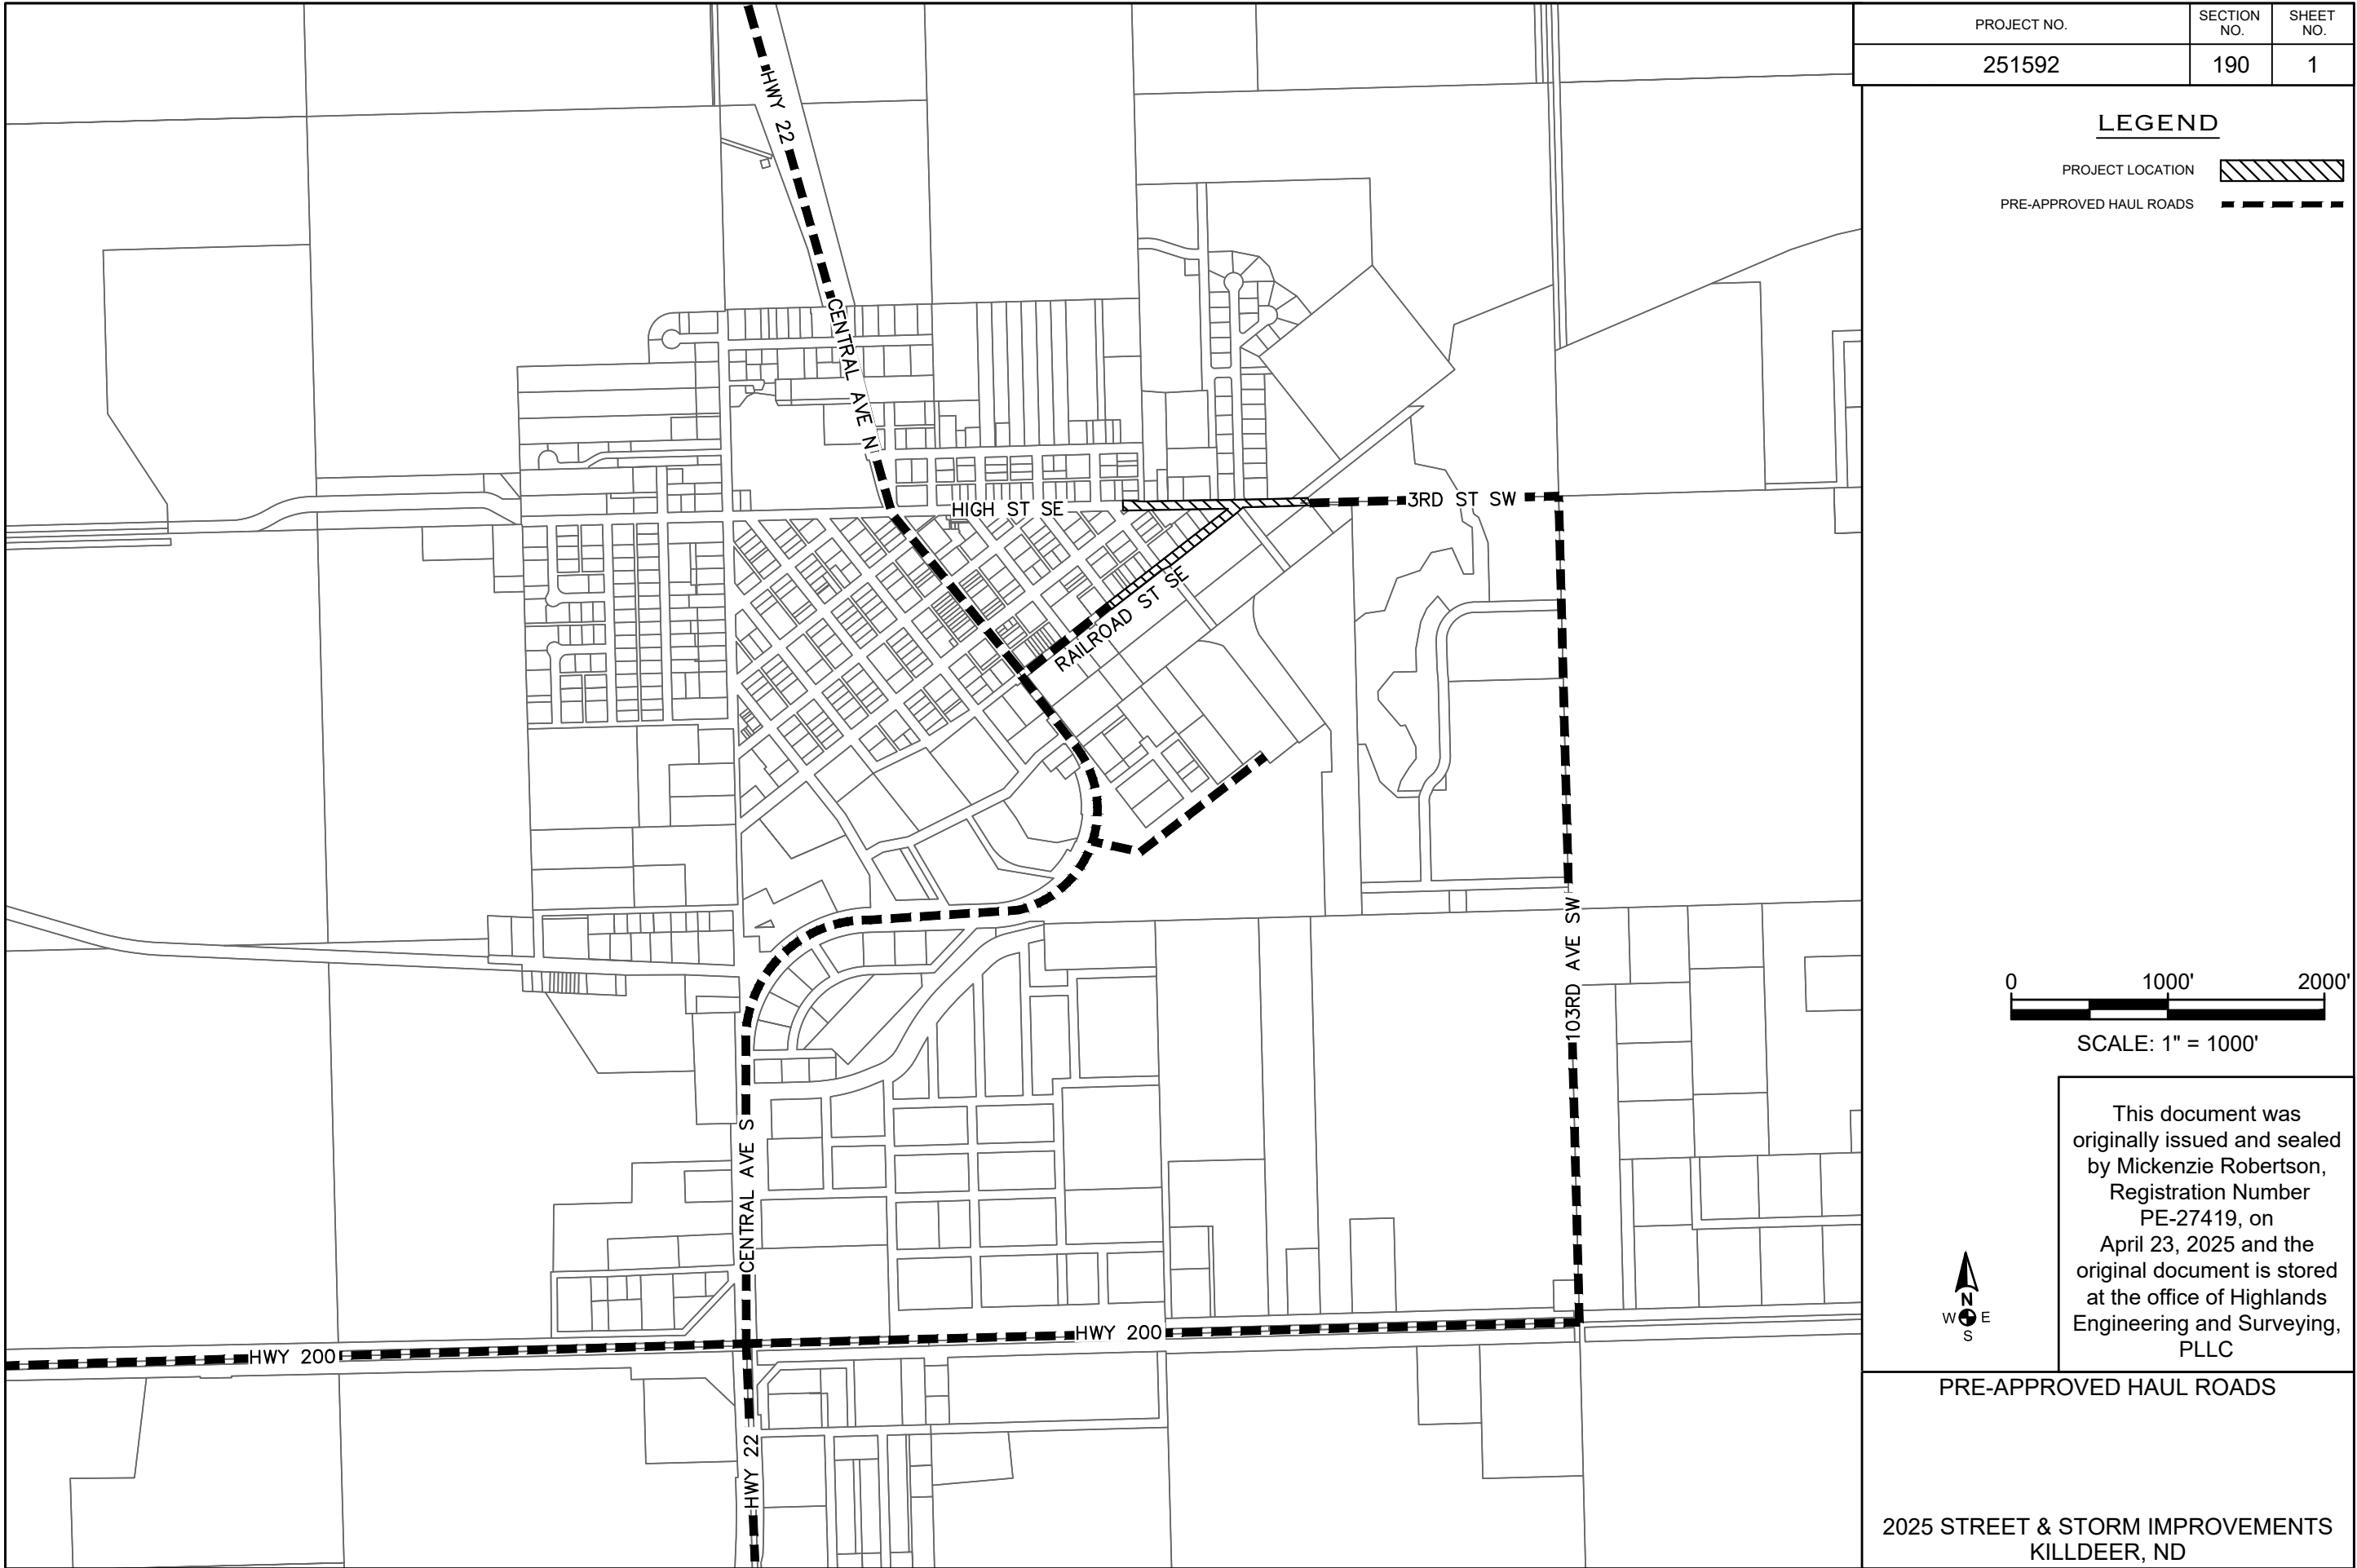 PROJECT NO.
SECTION
NO.
SHEET
NO.
251592
190
1
LEGEND
PROJECT LOCATION
PRE-APPROVED HAUL ROADS
HWY 22
CENTRAL AVE N
HIGH ST SE
3RD ST SW
RAILROAD ST SE
103RD AVE SW
CENTRAL AVE S
HWY 200
HWY 200
HWY 22
0 1000' 2000'
SCALE: 1" = 1000'
This document was
originally issued and sealed
by Mickenzie Robertson,
Registration Number
PE-27419, on
April 23, 2025 and the
original document is stored
at the office of Highlands
Engineering and Surveying,
PLLC
N
W E
S
PRE-APPROVED HAUL ROADS
2025 STREET & STORM IMPROVEMENTS
KILLDEER, ND